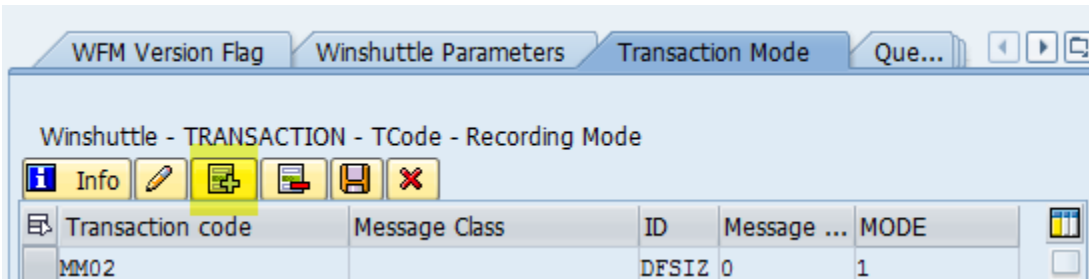 WFM Version Flag Winshuttle Parameters Transaction Mode Que...
Winshuttle - TRANSACTION - TCode - Recording Mode
Info
Transaction code Message Class ID Message ... MODE
MM02 DFSIZ 0 1